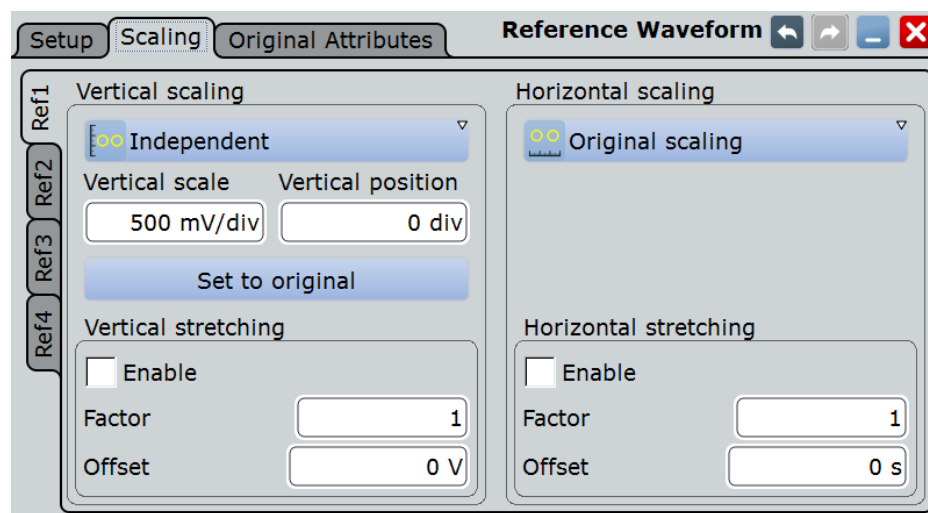 Setup Scaling Original Attributes Reference Waveform
Ref1
Ref2
Ref3
Ref4
Vertical scaling
Independent
Vertical scale Vertical position
500 mV/div 0 div
Set to original
Vertical stretching
Enable
Factor 1
Offset 0 V
Horizontal scaling
Original scaling
Horizontal stretching
Enable
Factor 1
Offset 0 s